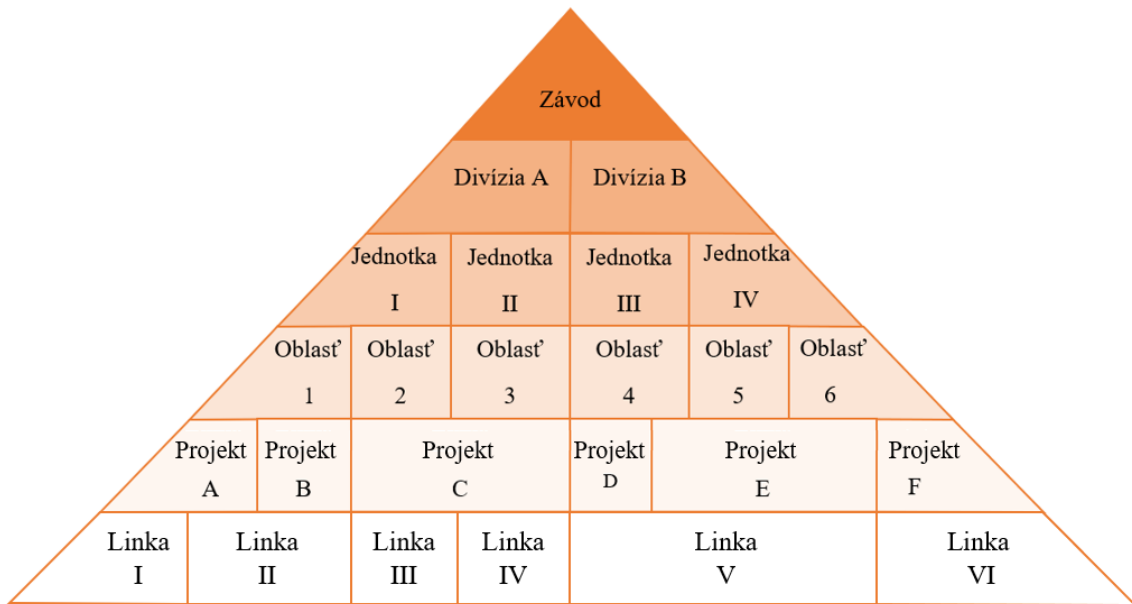 Závod
Divízia A
Divízia B
Jednotka
I
Jednotka
II
Jednotka
III
Jednotka
IV
Oblasť
1
Oblasť
2
Oblasť
3
Oblasť
4
Oblasť
5
Oblasť
6
Projekt
A
Projekt
B
Projekt
C
Projekt
D
Projekt
E
Projekt
F
Linka
I
Linka
II
Linka
III
Linka
IV
Linka
V
Linka
VI